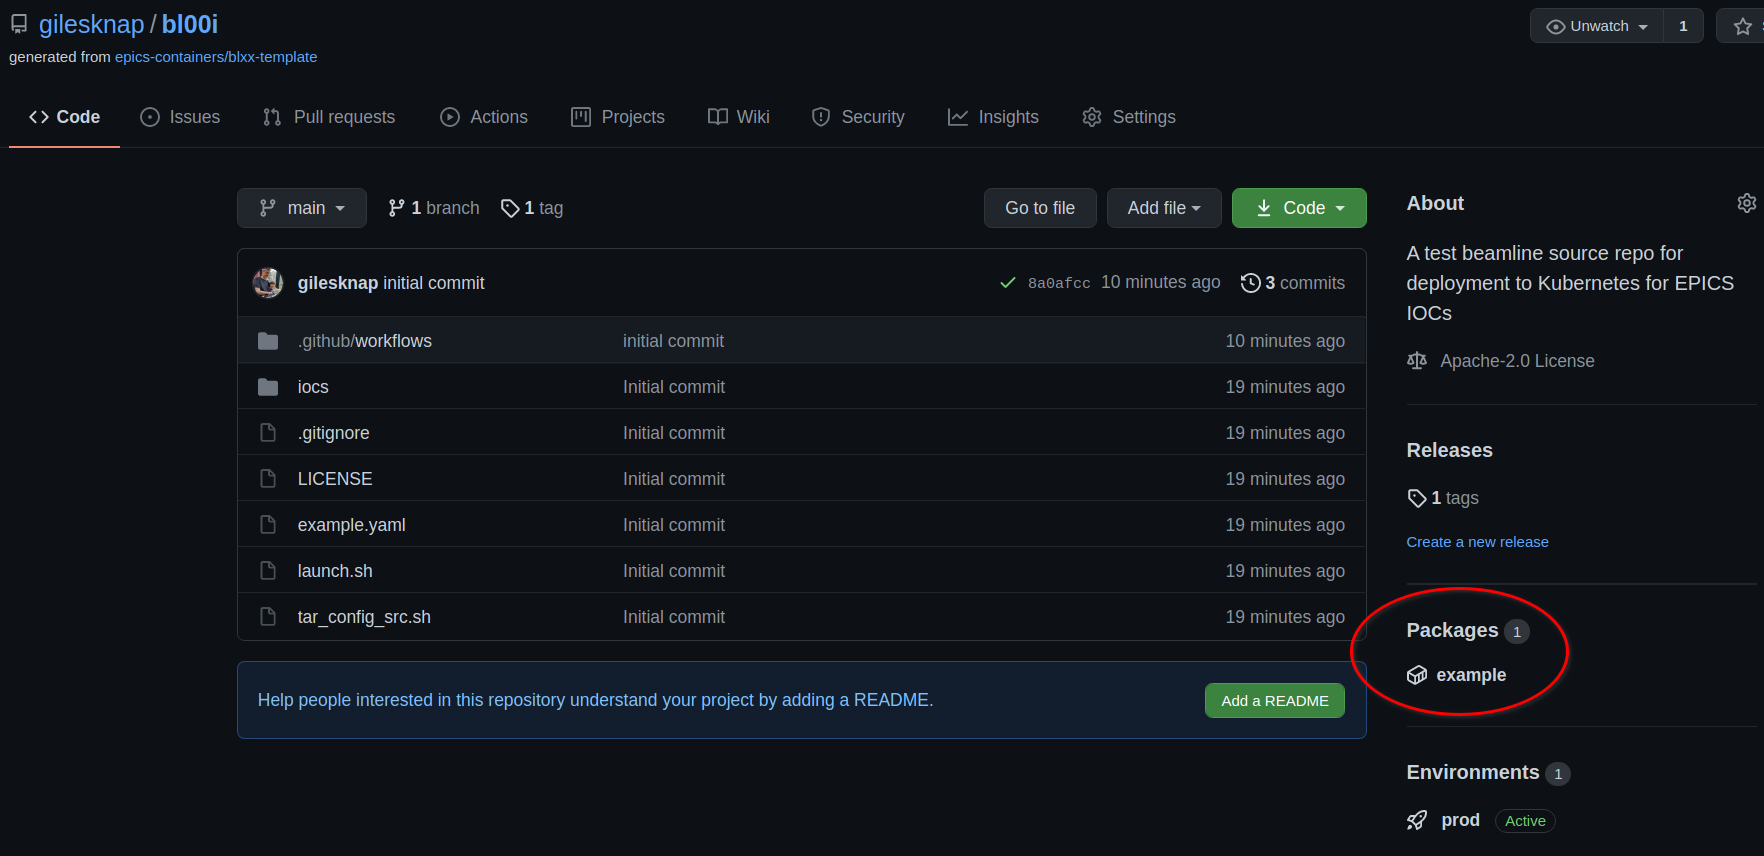 gilesknap / bl00i
Unwatch 1
generated from epics-containers/blxx-template
Code Issues Pull requests Actions Projects Wiki Security Insights Settings
main 1 branch 1 tag Go to file Add file Code
gilesknap initial commit 8a0afcc 10 minutes ago 3 commits
.github/workflows initial commit 10 minutes ago
iocs Initial commit 19 minutes ago
.gitignore Initial commit 19 minutes ago
LICENSE Initial commit 19 minutes ago
example.yaml Initial commit 19 minutes ago
launch.sh Initial commit 19 minutes ago
tar_config_src.sh Initial commit 19 minutes ago
Help people interested in this repository understand your project by adding a README. Add a README
About
A test beamline source repo for
deployment to Kubernetes for EPICS
IOCs
Apache-2.0 License
Releases
1 tags
Create a new release
Packages 1
example
Environments 1
prod Active